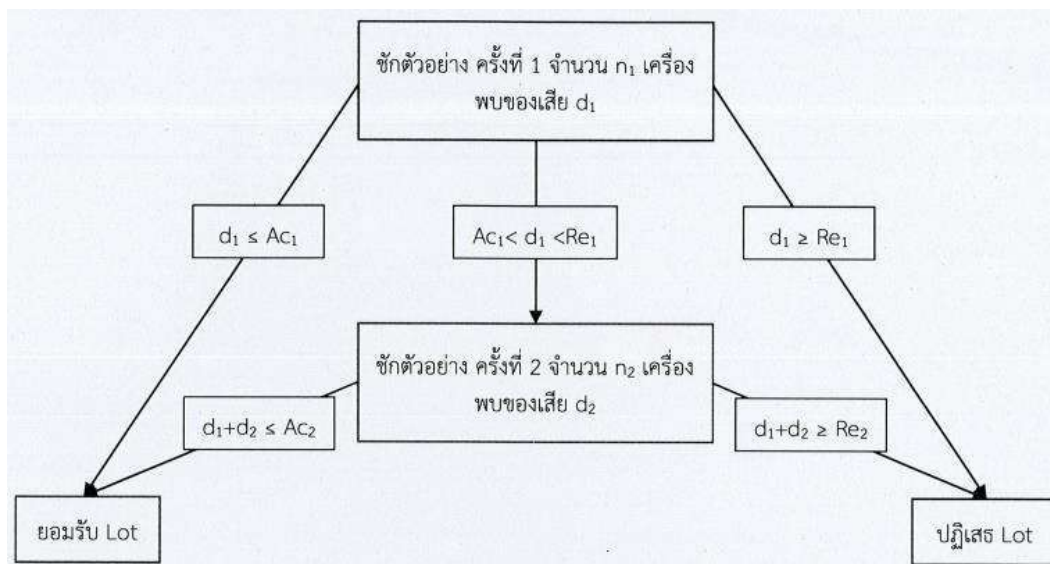 ชักตัวอย่าง ครั้งที่ 1 จำนวน n₁ เครื่อง
พบของเสีย d₁
d₁ ≤ Ac₁
Ac₁< d₁ <Re₁
d₁ ≥ Re₁
ชักตัวอย่าง ครั้งที่ 2 จำนวน n₂ เครื่อง
พบของเสีย d₂
d₁+d₂ ≤ Ac₂
d₁+d₂ ≥ Re₂
ยอมรับ Lot
ปฏิเสธ Lot